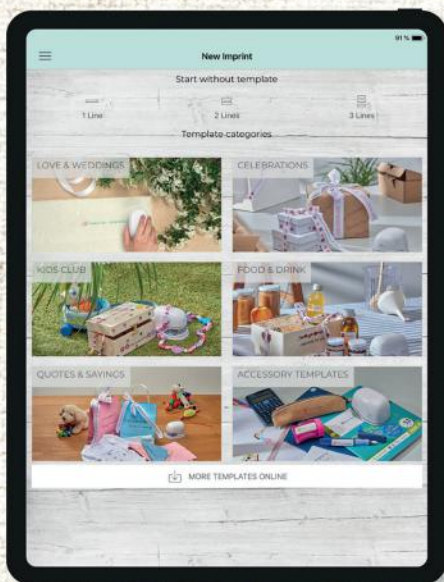 91 %
New Imprint
Start without template
1 Line
2 Lines
3 Lines
Template categories
LOVE & WEDDINGS
CELEBRATIONS
KIDS CLUB
FOOD & DRINK
QUOTES & SAYINGS
ACCESSORY TEMPLATES
MORE TEMPLATES ONLINE